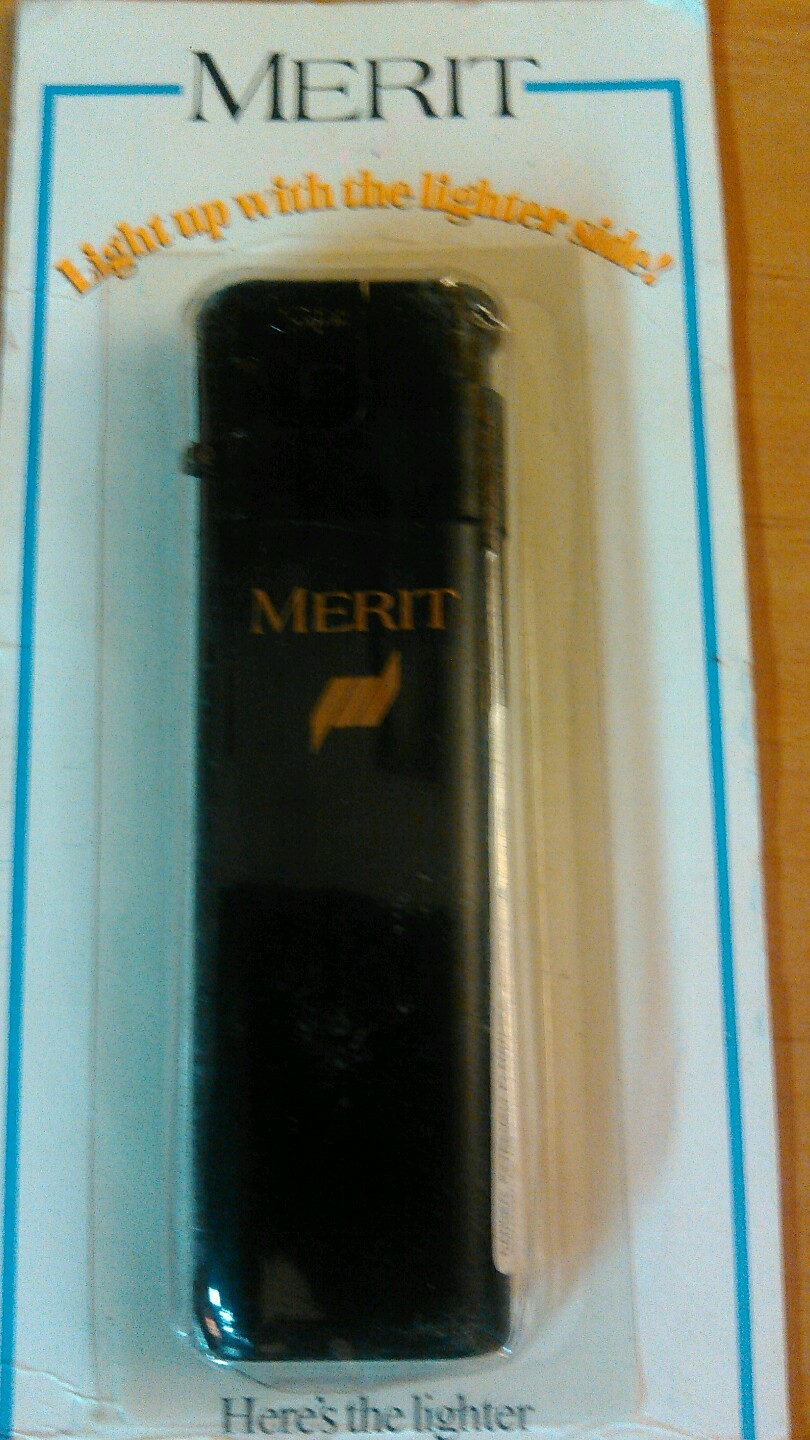 MERIT
Light up with the lighter side!
MERIT
Here's the lighter